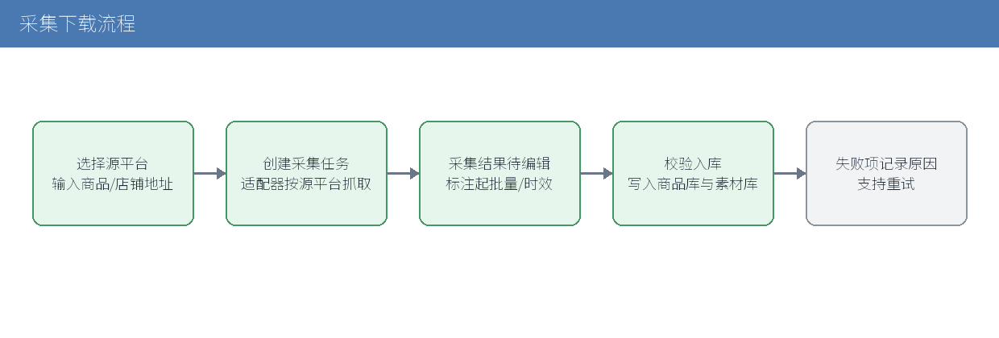 采集下载流程
选择源平台
输入商品/店铺地址
创建采集任务
适配器按源平台抓取
采集结果待编辑
标注起批量/时效
校验入库
写入商品库与素材库
失败项记录原因
支持重试